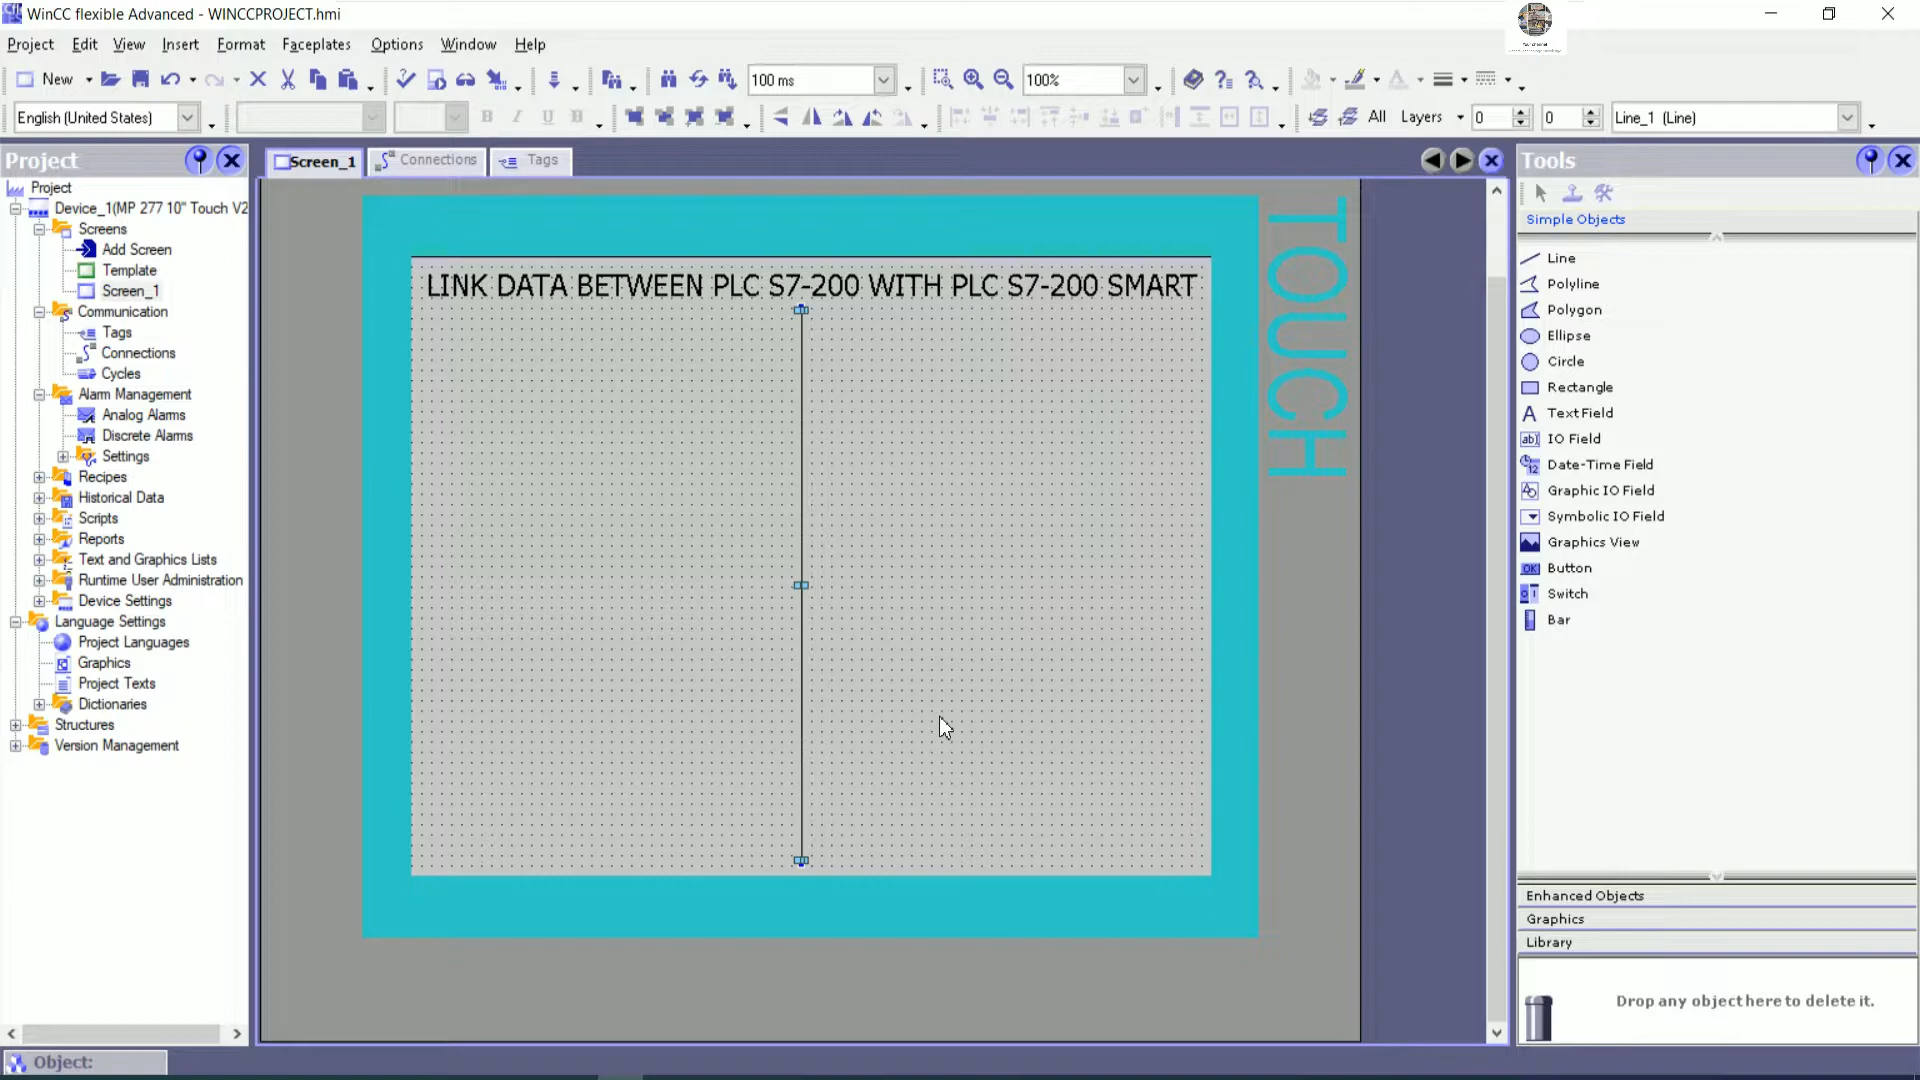 WinCC flexible Advanced - WINCCPROJECT.hmi
Project Edit View Insert Format Faceplates Options Window Help
New 100 ms 100%
English (United States) B I U B All Layers 0 0 Line_1 (Line)
Project
Project
Device_1(MP 277 10" Touch V2
Screens
Add Screen
Template
Screen_1
Communication
Tags
Connections
Cycles
Alarm Management
Analog Alarms
Discrete Alarms
Settings
Recipes
Historical Data
Scripts
Reports
Text and Graphics Lists
Runtime User Administration
Device Settings
Language Settings
Project Languages
Graphics
Project Texts
Dictionaries
Structures
Version Management
Object:
Screen_1 Connections Tags
LINK DATA BETWEEN PLC S7-200 WITH PLC S7-200 SMART
TOUCH
Tools
Simple Objects
Line
Polyline
Polygon
Ellipse
Circle
Rectangle
Text Field
IO Field
Date-Time Field
Graphic IO Field
Symbolic IO Field
Graphics View
Button
Switch
Bar
Enhanced Objects
Graphics
Library
Drop any object here to delete it.